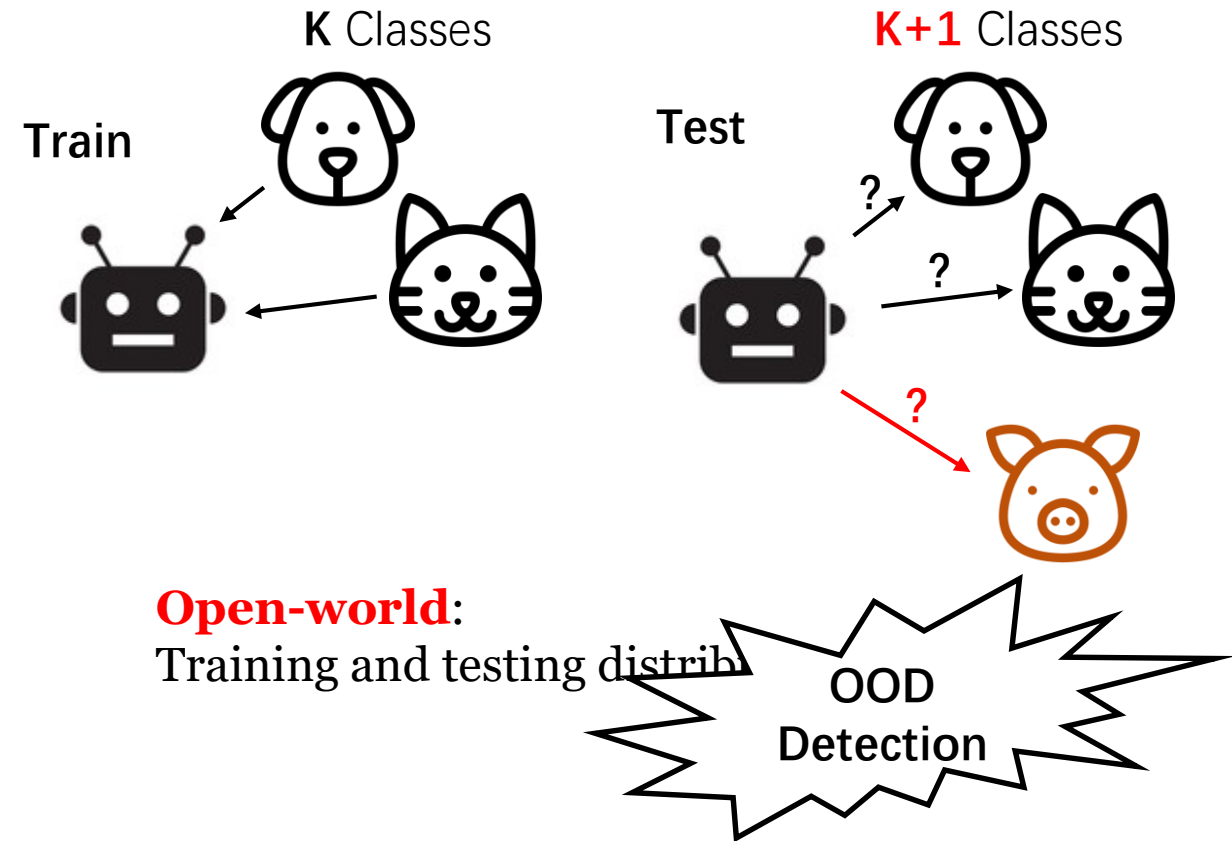 K Classes
K+1 Classes
Train
Test
?
?
?
Open-world:
Training and testing
OOD
Detection